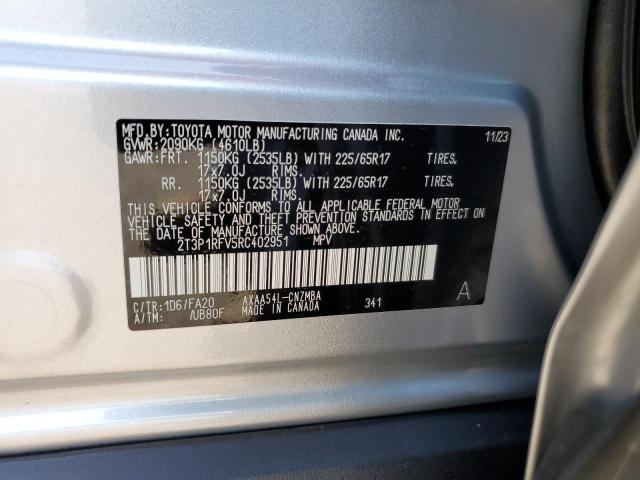 MFD.BY:TOYOTA MOTOR MANUFACTURING CANADA INC. 11/23
GVWR:2090KG (4610LB)
GAWR:FRT. 1150KG (2535LB) WITH 225/65R17 TIRES,
17x7.0J RIMS.
RR. 1150KG (2535LB) WITH 225/65R17 TIRES,
17x7.0J RIMS.
THIS VEHICLE CONFORMS TO ALL APPLICABLE FEDERAL MOTOR
VEHICLE SAFETY AND THEFT PREVENTION STANDARDS IN EFFECT ON
THE DATE OF MANUFACTURE SHOWN ABOVE.
2T3P1RFV5RC402951 MPV
C/TR:1D6/FA20 AXAA54L-CNZMBA 341 A
A/TM: /UB80F MADE IN CANADA